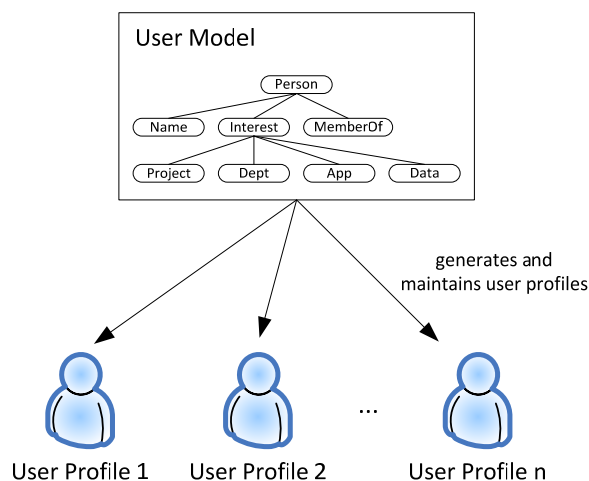 User Model
Person
Name Interest MemberOf
Project Dept App Data
generates and
maintains user profiles
...
User Profile 1 User Profile 2 User Profile n